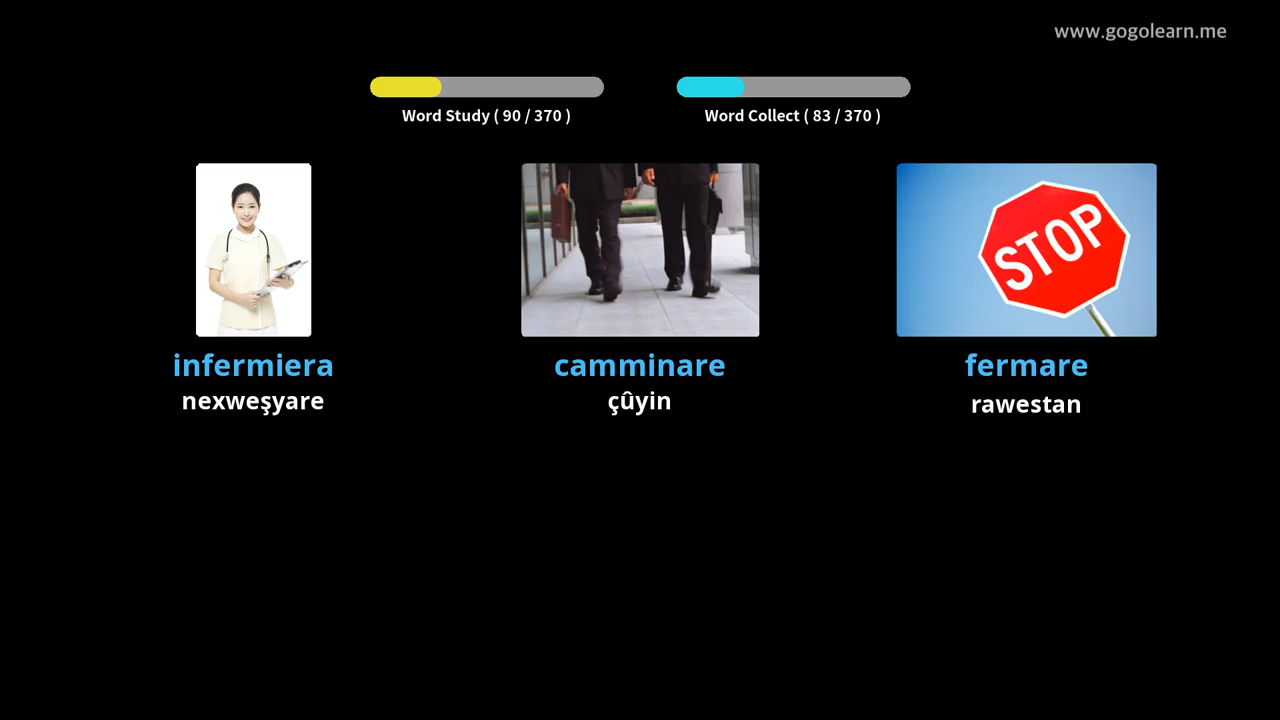 www.gogolearn.me
Word Study ( 90 / 370 )
Word Collect ( 83 / 370 )
STOP
infermiera
camminare
fermare
nexweşyare
çûyin
rawestan